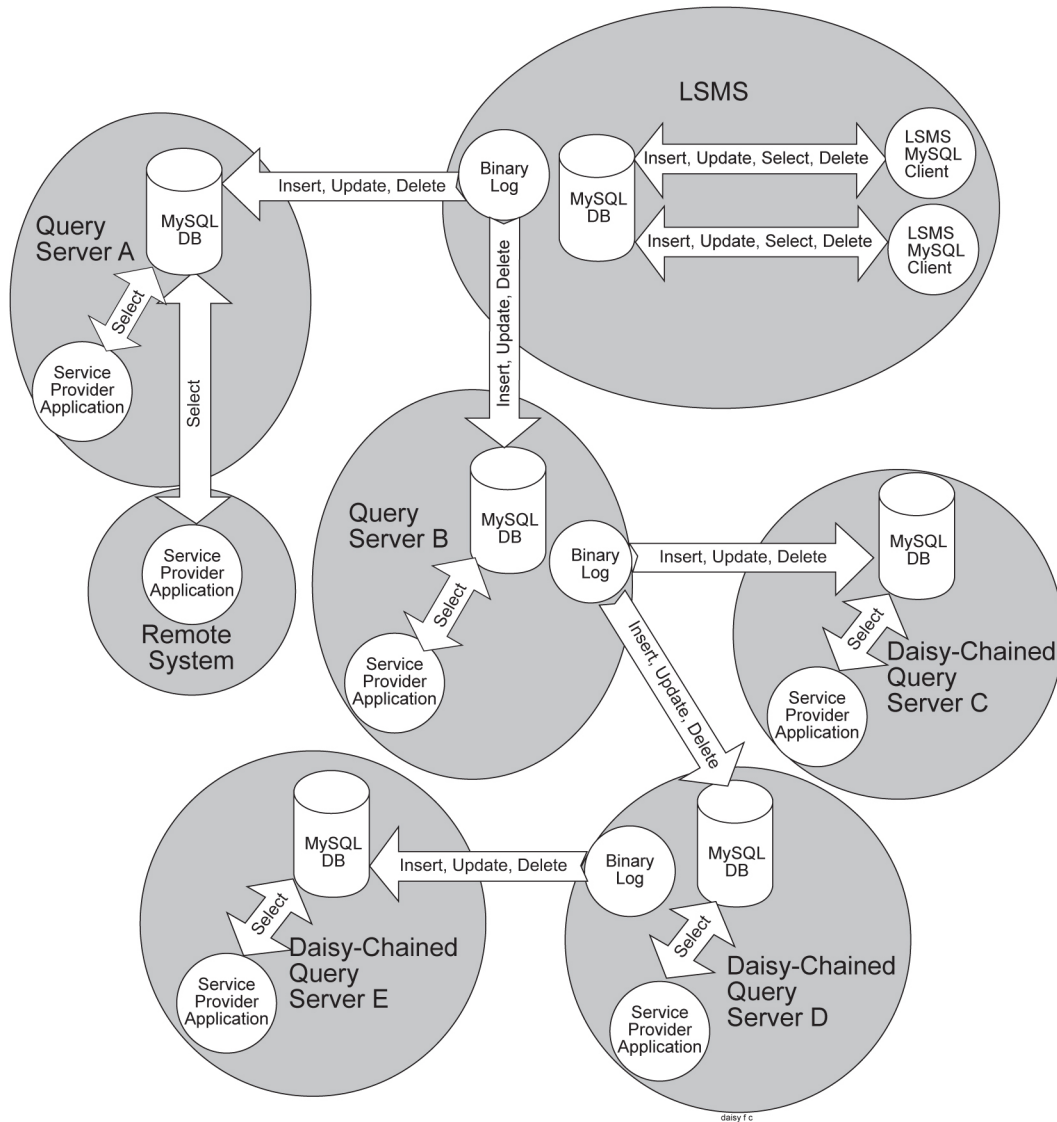 LSMS
LSMS
MySQL
Client
Insert, Update, Select, Delete
Binary
Log
MySQL
DB
Insert, Update, Delete
MySQL
DB
Query
Server A
Insert, Update, Select, Delete
LSMS
MySQL
Client
Insert, Update, Delete
Select
Service
Provider
Application
Select
Service
Provider
Application
Remote
System
Query
Server B
MySQL
DB
Binary
Log
Insert, Update, Delete
MySQL
DB
Select
Service
Provider
Application
Select
Daisy-Chained
Query
Server C
Service
Provider
Application
Insert, Update, Delete
MySQL
DB
Insert, Update, Delete
Binary
Log
MySQL
DB
Select
Service
Provider
Application
Daisy-Chained
Query
Server E
Select
Service
Provider
Application
Daisy-Chained
Query
Server D
daisy f c